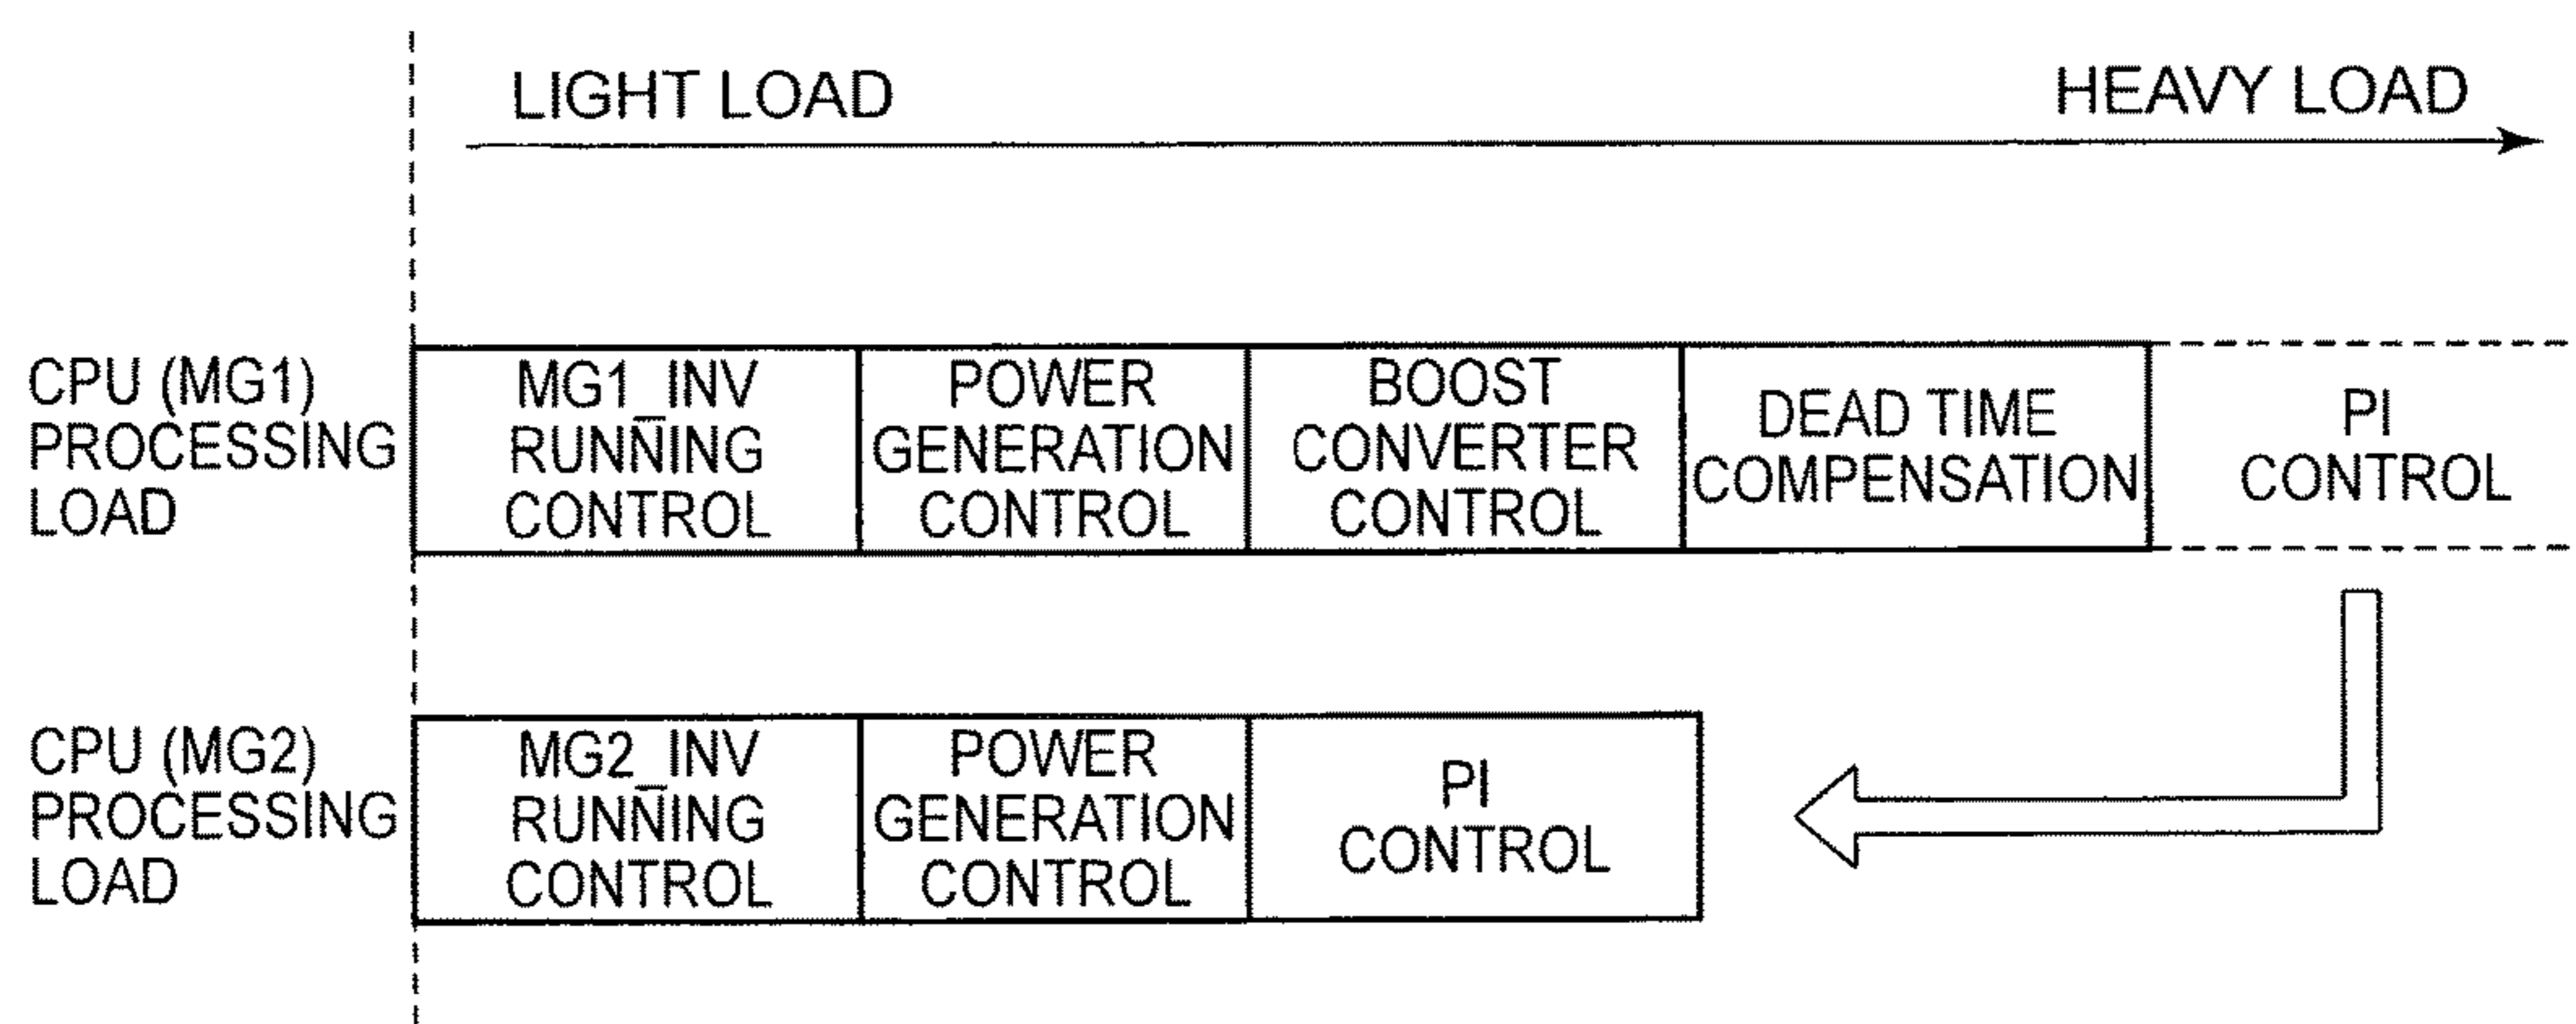 LIGHT LOAD
HEAVY LOAD
CPU (MG1)
PROCESSING
LOAD
MG1_INV
RUNNING
CONTROL
POWER
GENERATION
CONTROL
BOOST
CONVERTER
CONTROL
DEAD TIME
COMPENSATION
PI
CONTROL
CPU (MG2)
PROCESSING
LOAD
MG2_INV
RUNNING
CONTROL
POWER
GENERATION
CONTROL
PI
CONTROL